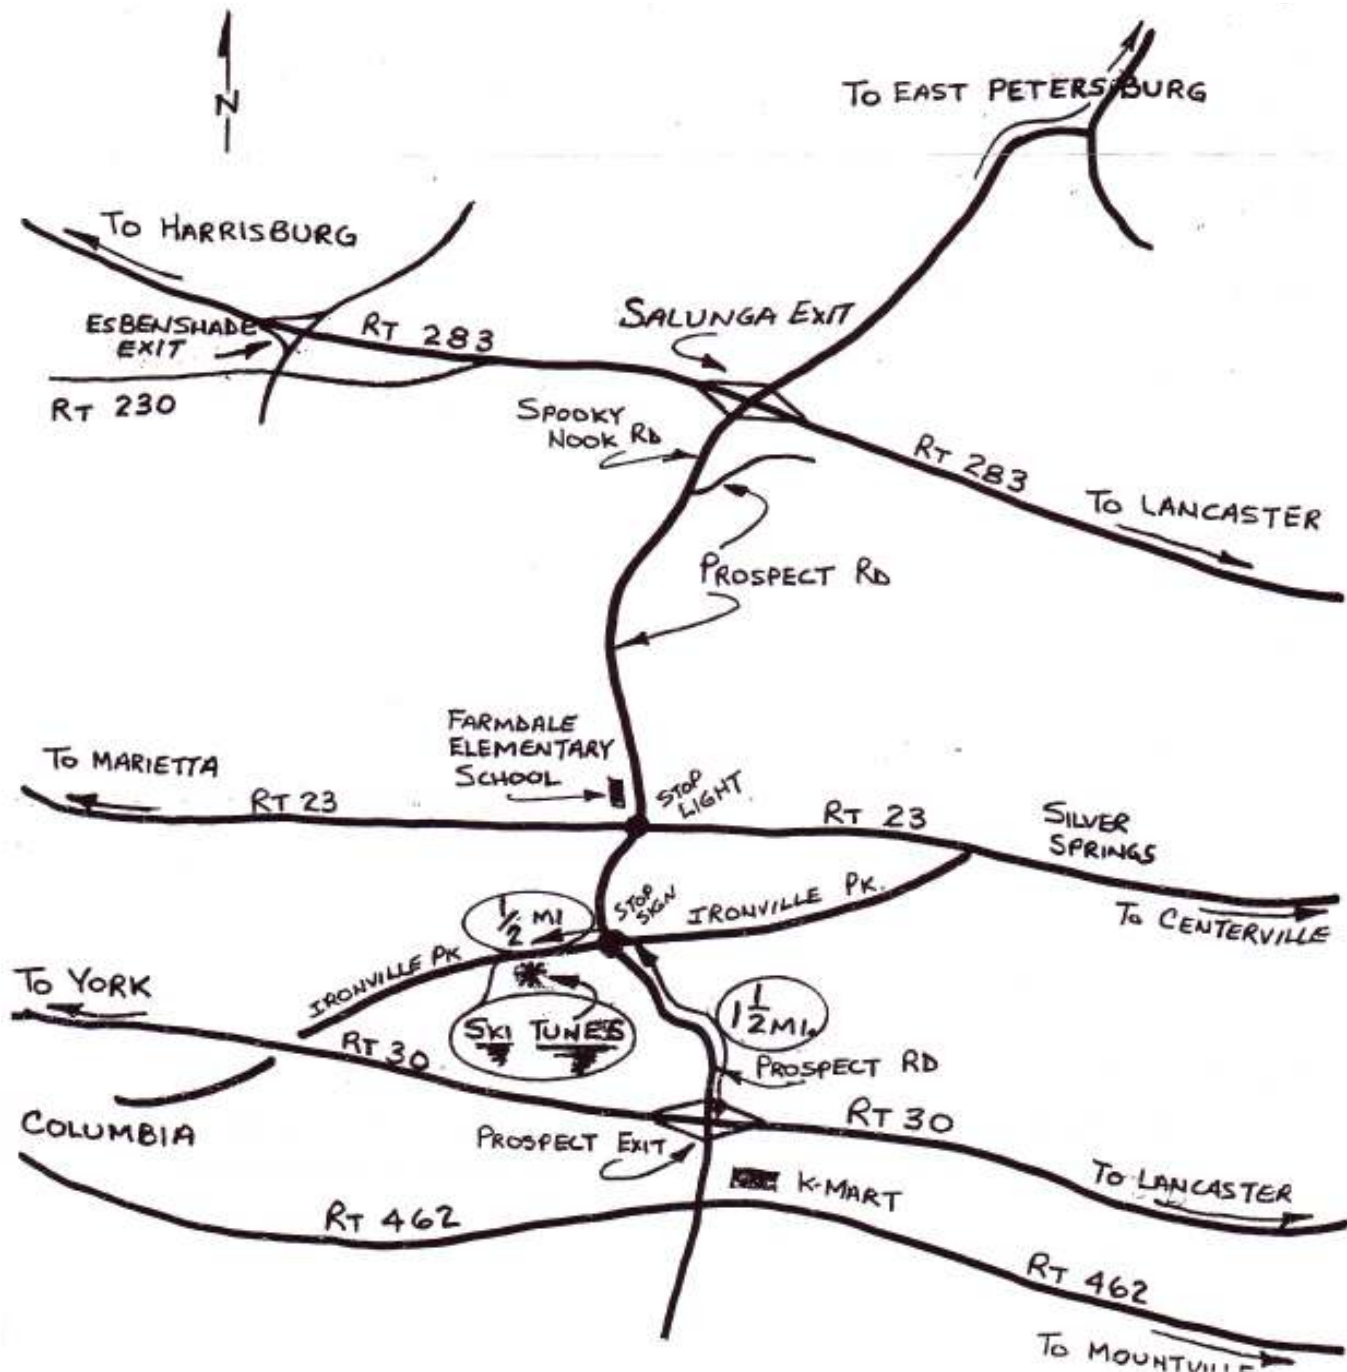 N
TO EAST PETERSBURG
TO HARRISBURG
ESBENSHADE
EXIT
RT 283
SALUNGA EXIT
RT 230
SPOOKY
NOOK RD
RT 283
TO LANCASTER
PROSPECT RD
FARMDALE
ELEMENTARY
SCHOOL
TO MARIETTA
RT 23
STOP
LIGHT
RT 23
SILVER
SPRINGS
TO CENTERVILLE
1/2 MI
STOP
SIGN
IRONVILLE PK.
IRONVILLE PK
TO YORK
SKI TUNES
1 1/2 MI.
RT 30
PROSPECT RD
COLUMBIA
PROSPECT EXIT
RT 30
K-MART
TO LANCASTER
RT 462
RT 462
TO MOUNTVILLE